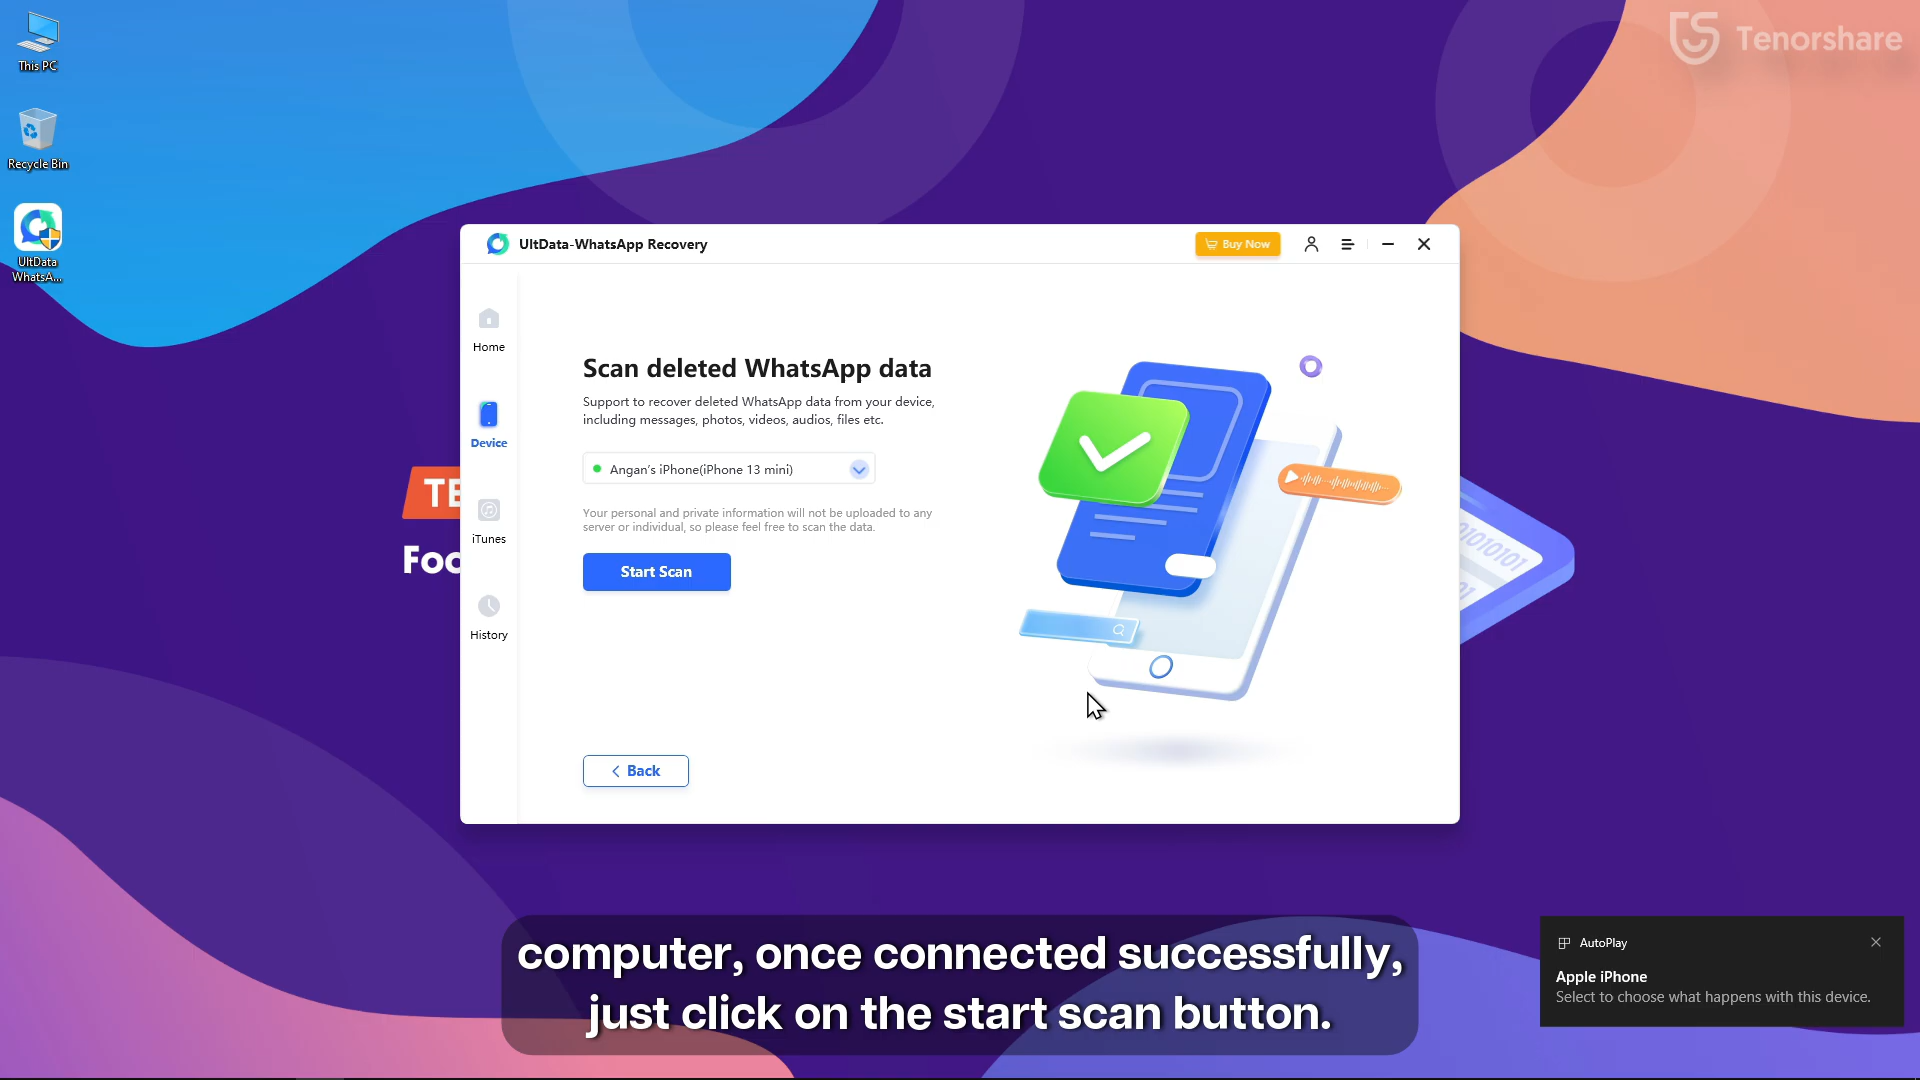 This PC
Recycle Bin
UltData
WhatsA...
Tenorshare
UltData-WhatsApp Recovery
Buy Now
Home
Device
iTunes
History
Scan deleted WhatsApp data
Support to recover deleted WhatsApp data from your device,
including messages, photos, videos, audios, files etc.
Angan's iPhone(iPhone 13 mini)
Your personal and private information will not be uploaded to any
server or individual, so please feel free to scan the data.
Start Scan
Back
TE
Foc
01010101
01
computer, once connected successfully,
just click on the start scan button.
AutoPlay
Apple iPhone
Select to choose what happens with this device.